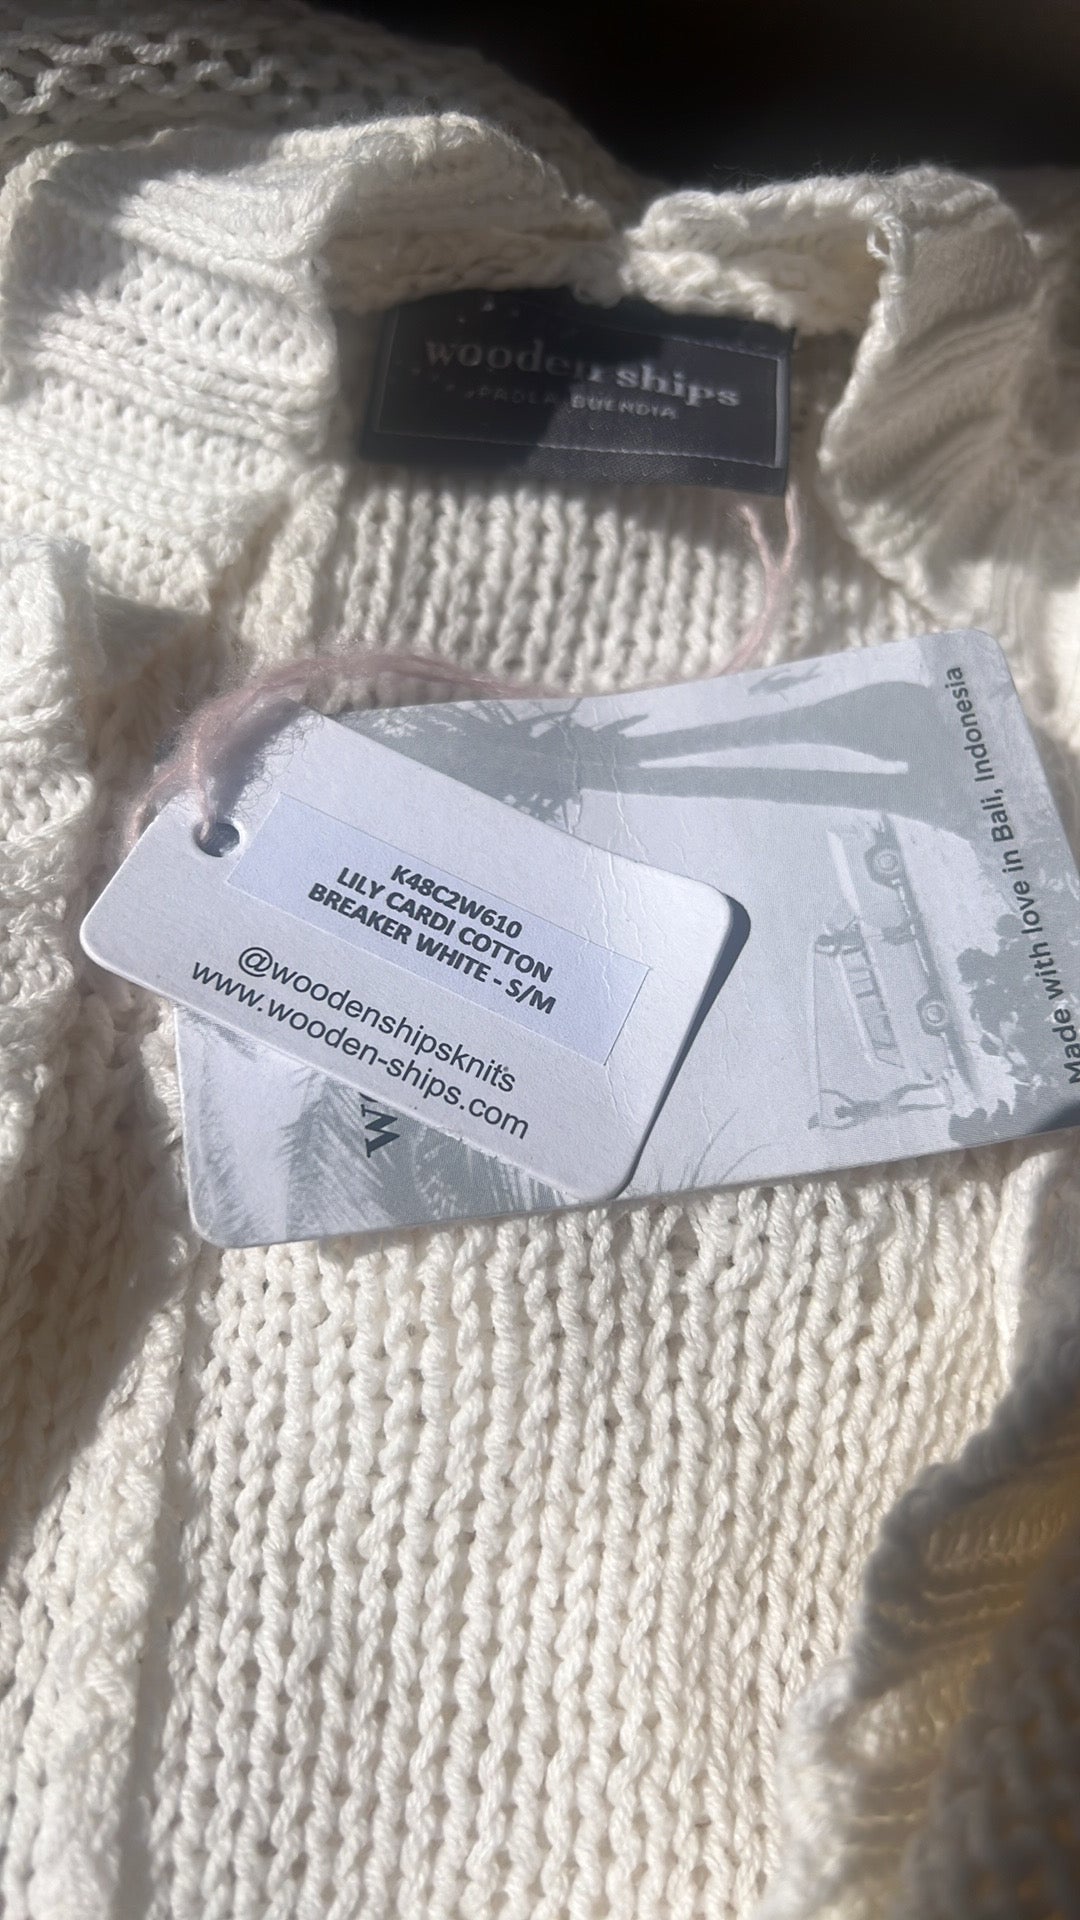 wooden ships
PAOLA BUENDIA
K48C2W610
LILY CARDI COTTON
BREAKER WHITE - S/M
@woodenshipsknits
www.wooden-ships.com
Made with love in Bali, Indonesia